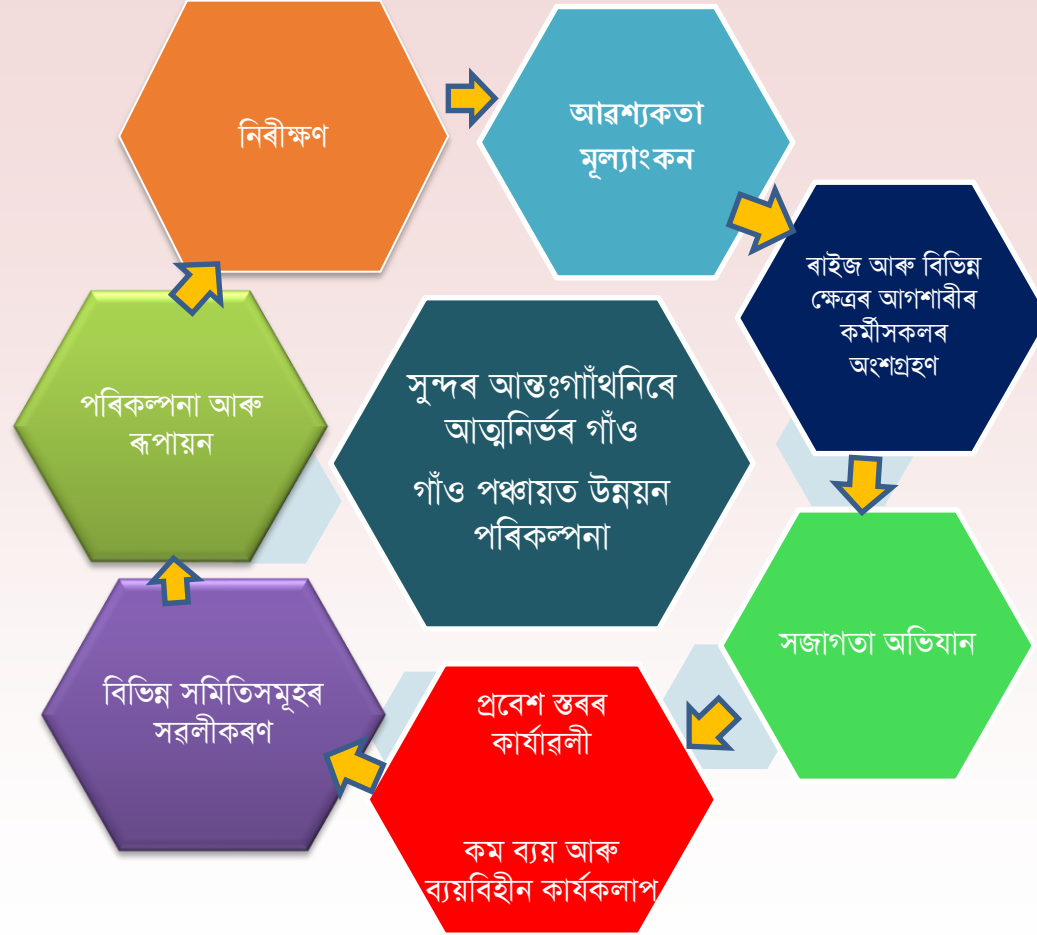 নিৰীক্ষণ
আৱশ্যকতা
মূল্যাংকন
ৰাইজ আৰু বিভিন্ন
ক্ষেত্ৰৰ আগশাৰীৰ
কৰ্মীসকলৰ
অংশগ্ৰহণ
পৰিকল্পনা আৰু
ৰূপায়ন
সুন্দৰ আন্তঃগাাঁথনিৰে
আত্মনিৰ্ভৰ গাঁও
গাঁও পঞ্চায়ত উন্নয়ন
পৰিকল্পনা
সজাগতা অভিযান
বিভিন্ন সমিতিসমূহৰ
সৱলীকৰণ
প্ৰবেশ স্তৰৰ
কাৰ্যাৱলী
কম ব্যয় আৰু
ব্যয়বিহীন কাৰ্যকলাপ